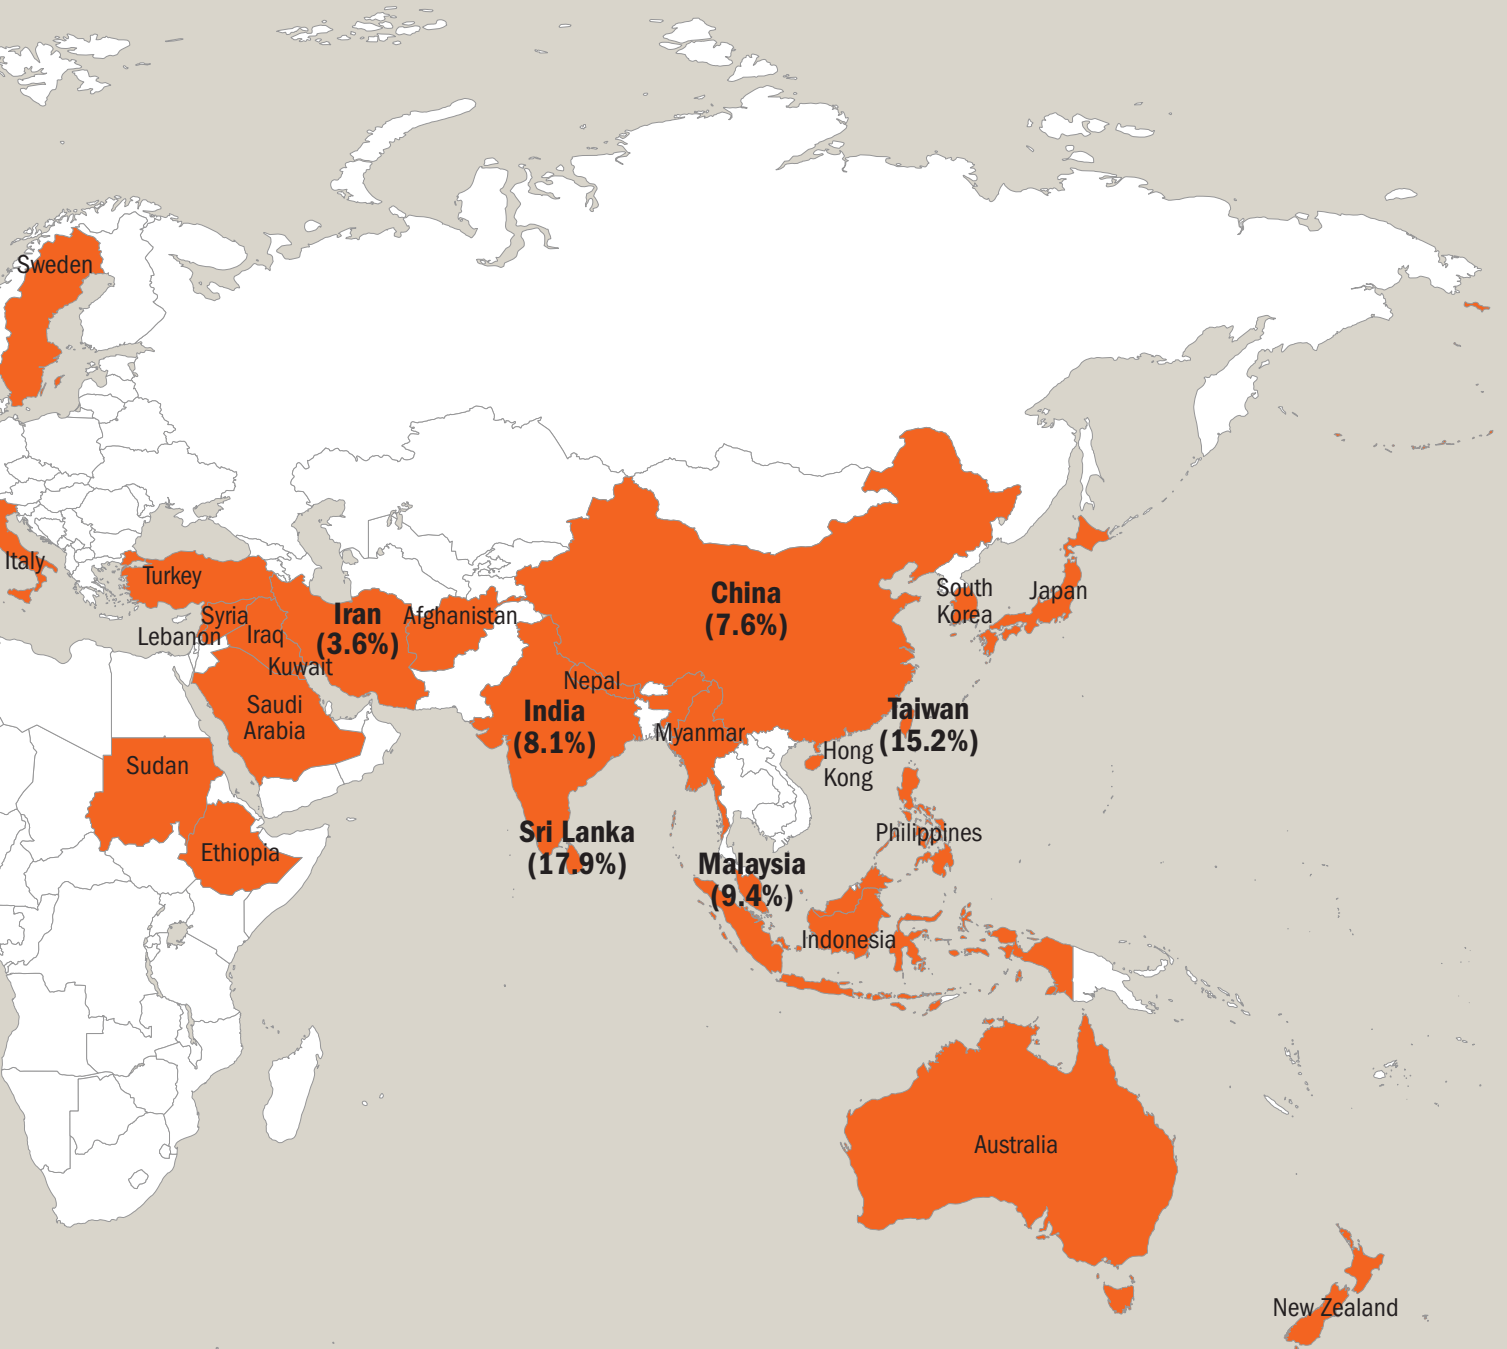 Sweden
Italy
Turkey
Syria
Lebanon
Iraq
Kuwait
Iran
(3.6%)
Afghanistan
Saudi
Arabia
Sudan
Ethiopia
China
(7.6%)
South
Korea
Japan
Nepal
India
(8.1%)
Myanmar
Taiwan
(15.2%)
Hong
Kong
Sri Lanka
(17.9%)
Philippines
Malaysia
(9.4%)
Indonesia
Australia
New Zealand